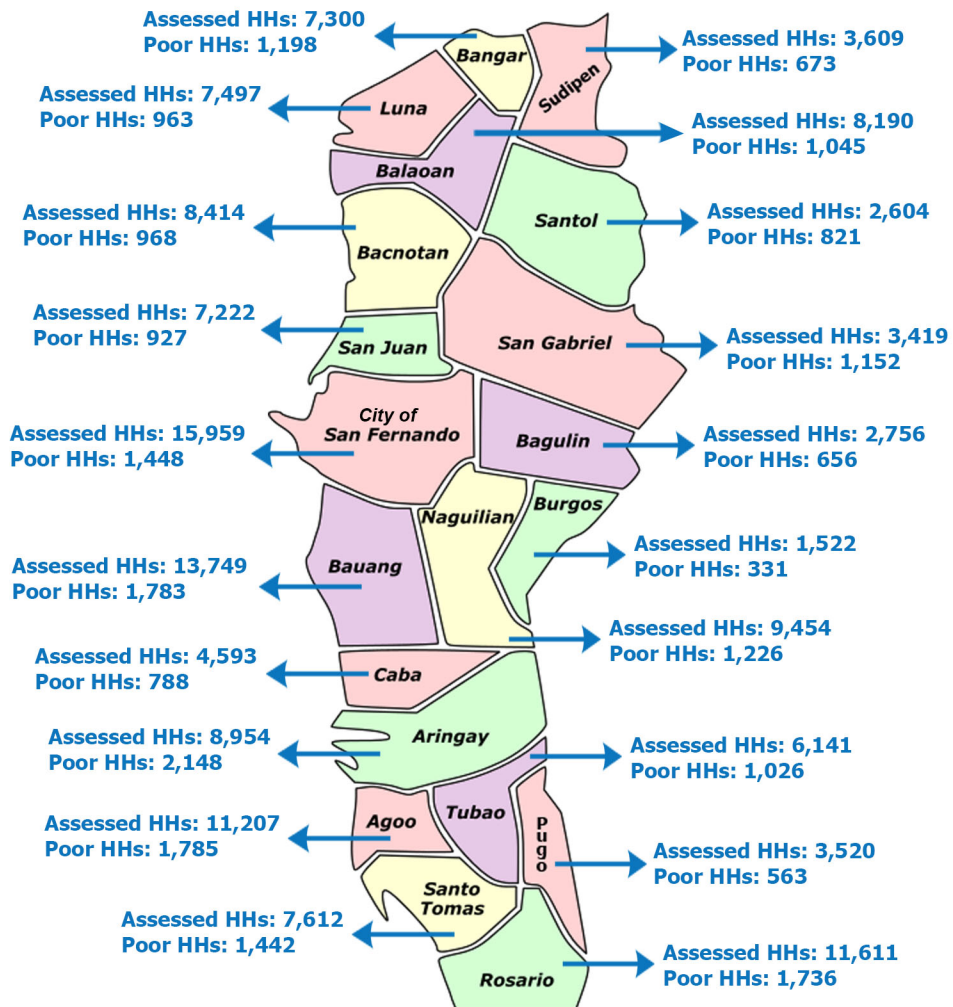 Assessed HHs: 7,300
Poor HHs: 1,198
Bangar
Assessed HHs: 3,609
Poor HHs: 673
Sudipen
Assessed HHs: 7,497
Poor HHs: 963
Luna
Assessed HHs: 8,190
Poor HHs: 1,045
Balaoan
Assessed HHs: 8,414
Poor HHs: 968
Bacnotan
Assessed HHs: 2,604
Poor HHs: 821
Santol
Assessed HHs: 7,222
Poor HHs: 927
San Juan
Assessed HHs: 3,419
Poor HHs: 1,152
San Gabriel
Assessed HHs: 15,959
Poor HHs: 1,448
City of
San Fernando
Assessed HHs: 2,756
Poor HHs: 656
Bagulin
Burgos
Assessed HHs: 1,522
Poor HHs: 331
Naguilian
Assessed HHs: 13,749
Poor HHs: 1,783
Bauang
Assessed HHs: 9,454
Poor HHs: 1,226
Assessed HHs: 4,593
Poor HHs: 788
Caba
Assessed HHs: 8,954
Poor HHs: 2,148
Aringay
Assessed HHs: 6,141
Poor HHs: 1,026
Tubao
Assessed HHs: 11,207
Poor HHs: 1,785
Agoo
Pugo
Assessed HHs: 3,520
Poor HHs: 563
Santo
Tomas
Assessed HHs: 7,612
Poor HHs: 1,442
Assessed HHs: 11,611
Poor HHs: 1,736
Rosario